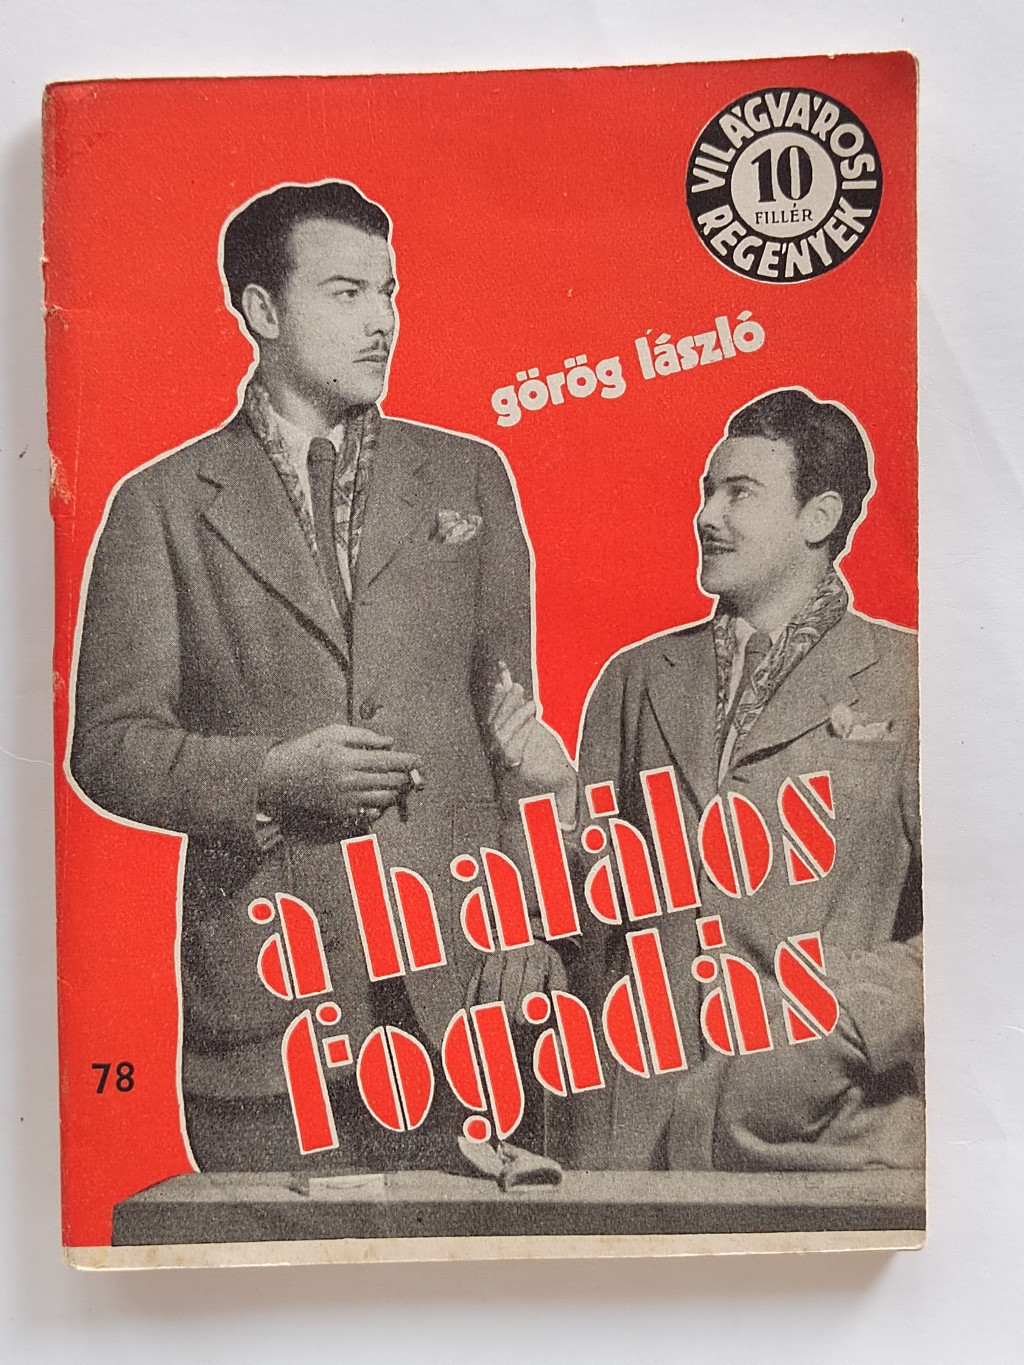 VILÁGVÁROSI
10
FILLÉR
REGÉNYEK
görög lászló
a halálos
fogadás
78